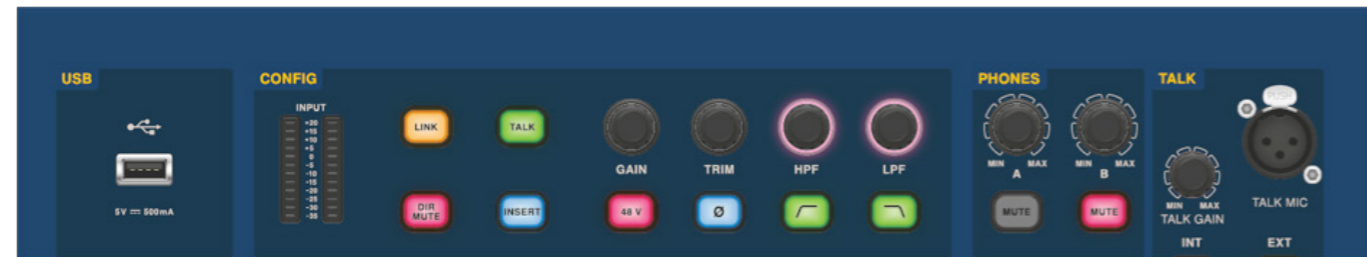 USB
5V ⎓ 500mA
CONFIG
INPUT
+20
+15
+10
+5
0
-5
-10
-15
-20
-25
-30
-35
LINK
TALK
GAIN
TRIM
HPF
LPF
DIR
MUTE
INSERT
48 V
Ø
PHONES
MIN MAX
A
MIN MAX
B
MUTE
MUTE
TALK
PUSH
MIN MAX
TALK GAIN
TALK MIC
INT
EXT